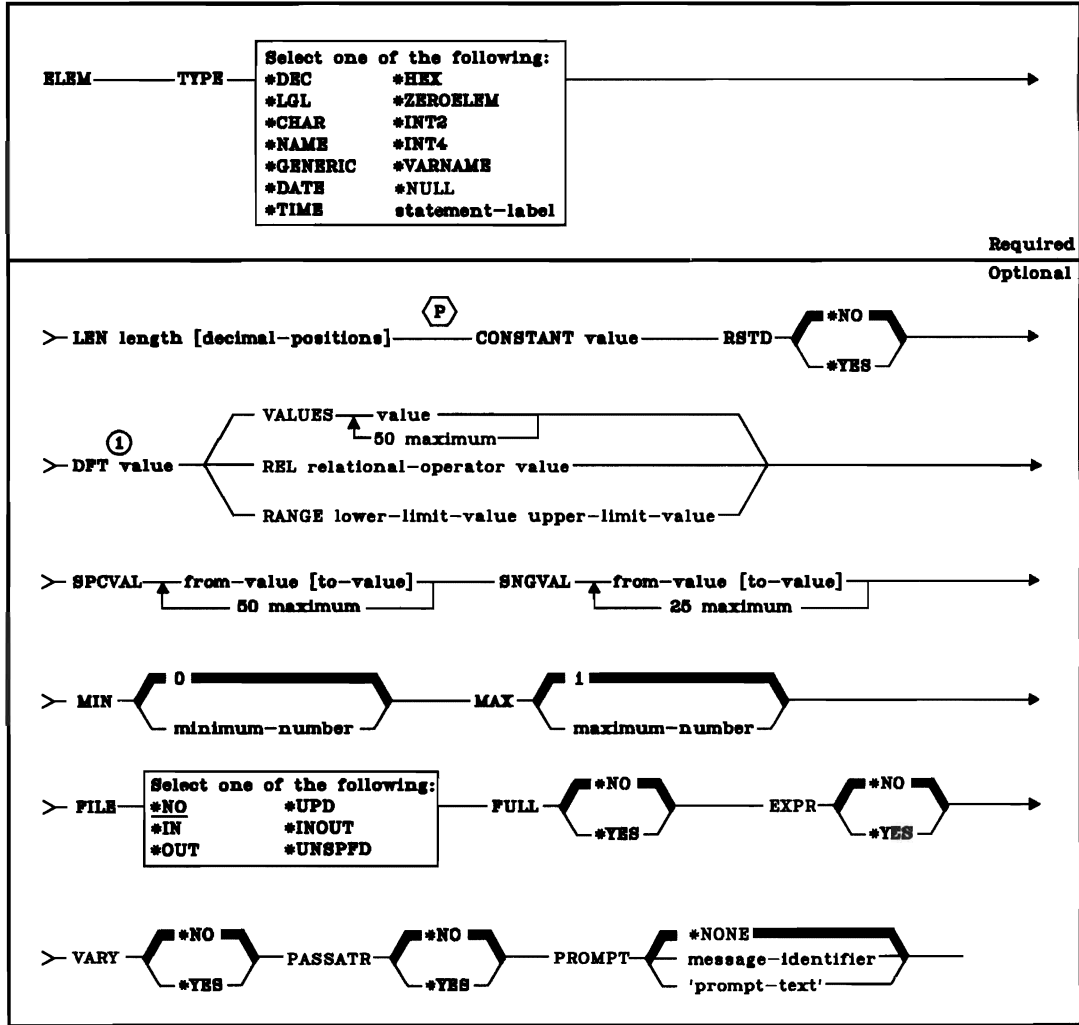 Select one of the following:
ELEM TYPE *DEC *HEX
*LGL *ZEROELEM
*CHAR *INT2
*NAME *INT4
*GENERIC *VARNAME
*DATE *NULL
*TIME statement-label
Required
Optional
P
LEN length [decimal-positions] CONSTANT value RSTD *NO
*YES
1
DFT value
VALUES value
50 maximum
REL relational-operator value
RANGE lower-limit-value upper-limit-value
SPCVAL from-value [to-value] SNGVAL from-value [to-value]
50 maximum 25 maximum
0 1
MIN MAX
minimum-number maximum-number
Select one of the following:
FILE *NO *UPD FULL *NO EXPR *NO
*IN *INOUT *YES *YES
*OUT *UNSPFD
VARY *NO PASSATR *NO PROMPT *NONE
*YES *YES message-identifier
'prompt-text'